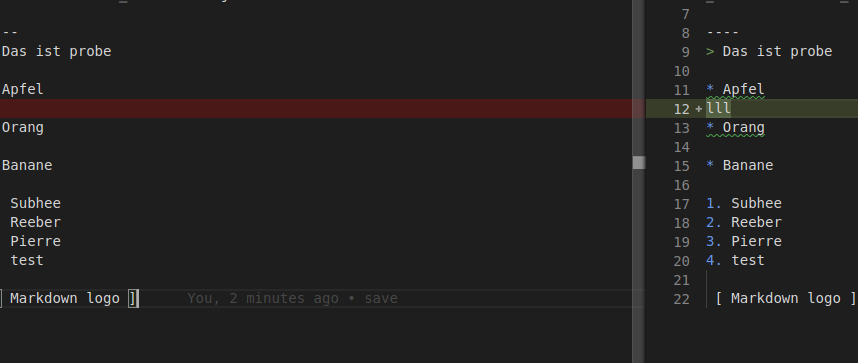 --
Das ist probe
Apfel
Orang
Banane
Subhee
Reeber
Pierre
test
] Markdown logo ]     You, 2 minutes ago • save
7
8 ----
9 > Das ist probe
10
11 * Apfel
12 + lll
13 * Orang
14
15 * Banane
16
17 1. Subhee
18 2. Reeber
19 3. Pierre
20 4. test
21
22 [ Markdown logo ]